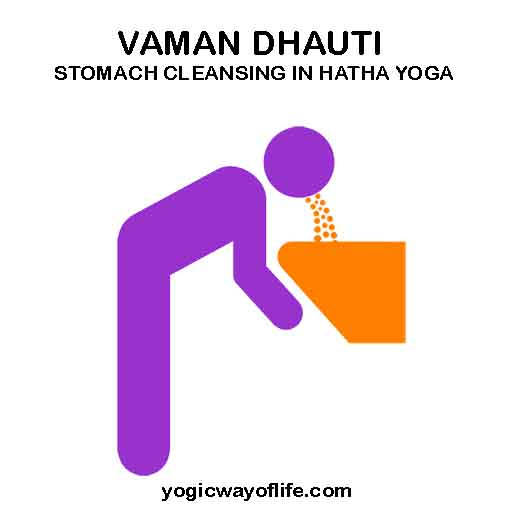 VAMAN DHAUTI
STOMACH CLEANSING IN HATHA YOGA
yogicwayoflife.com